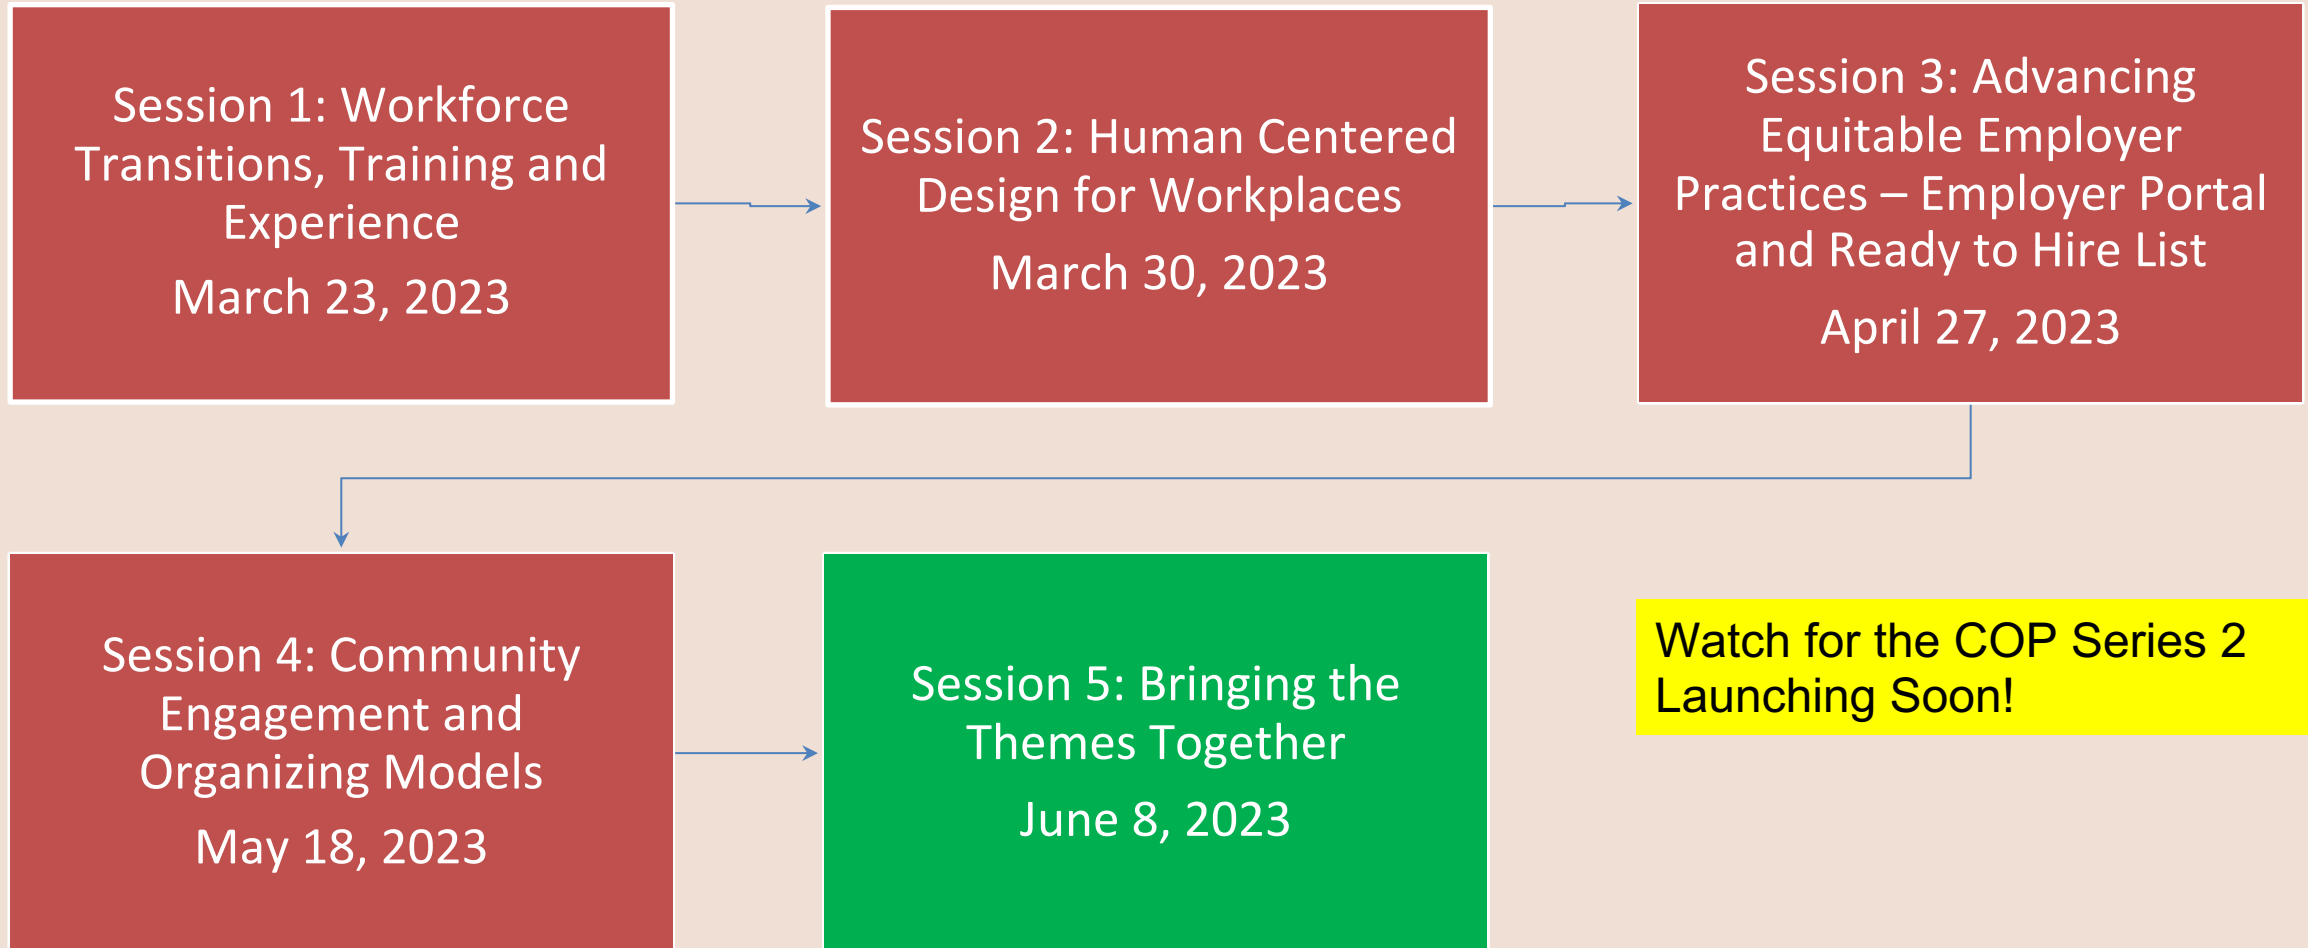 Session 1: Workforce
Transitions, Training and
Experience
March 23, 2023
Session 2: Human Centered
Design for Workplaces
March 30, 2023
Session 3: Advancing
Equitable Employer
Practices – Employer Portal
and Ready to Hire List
April 27, 2023
Session 4: Community
Engagement and
Organizing Models
May 18, 2023
Session 5: Bringing the
Themes Together
June 8, 2023
Watch for the COP Series 2
Launching Soon!